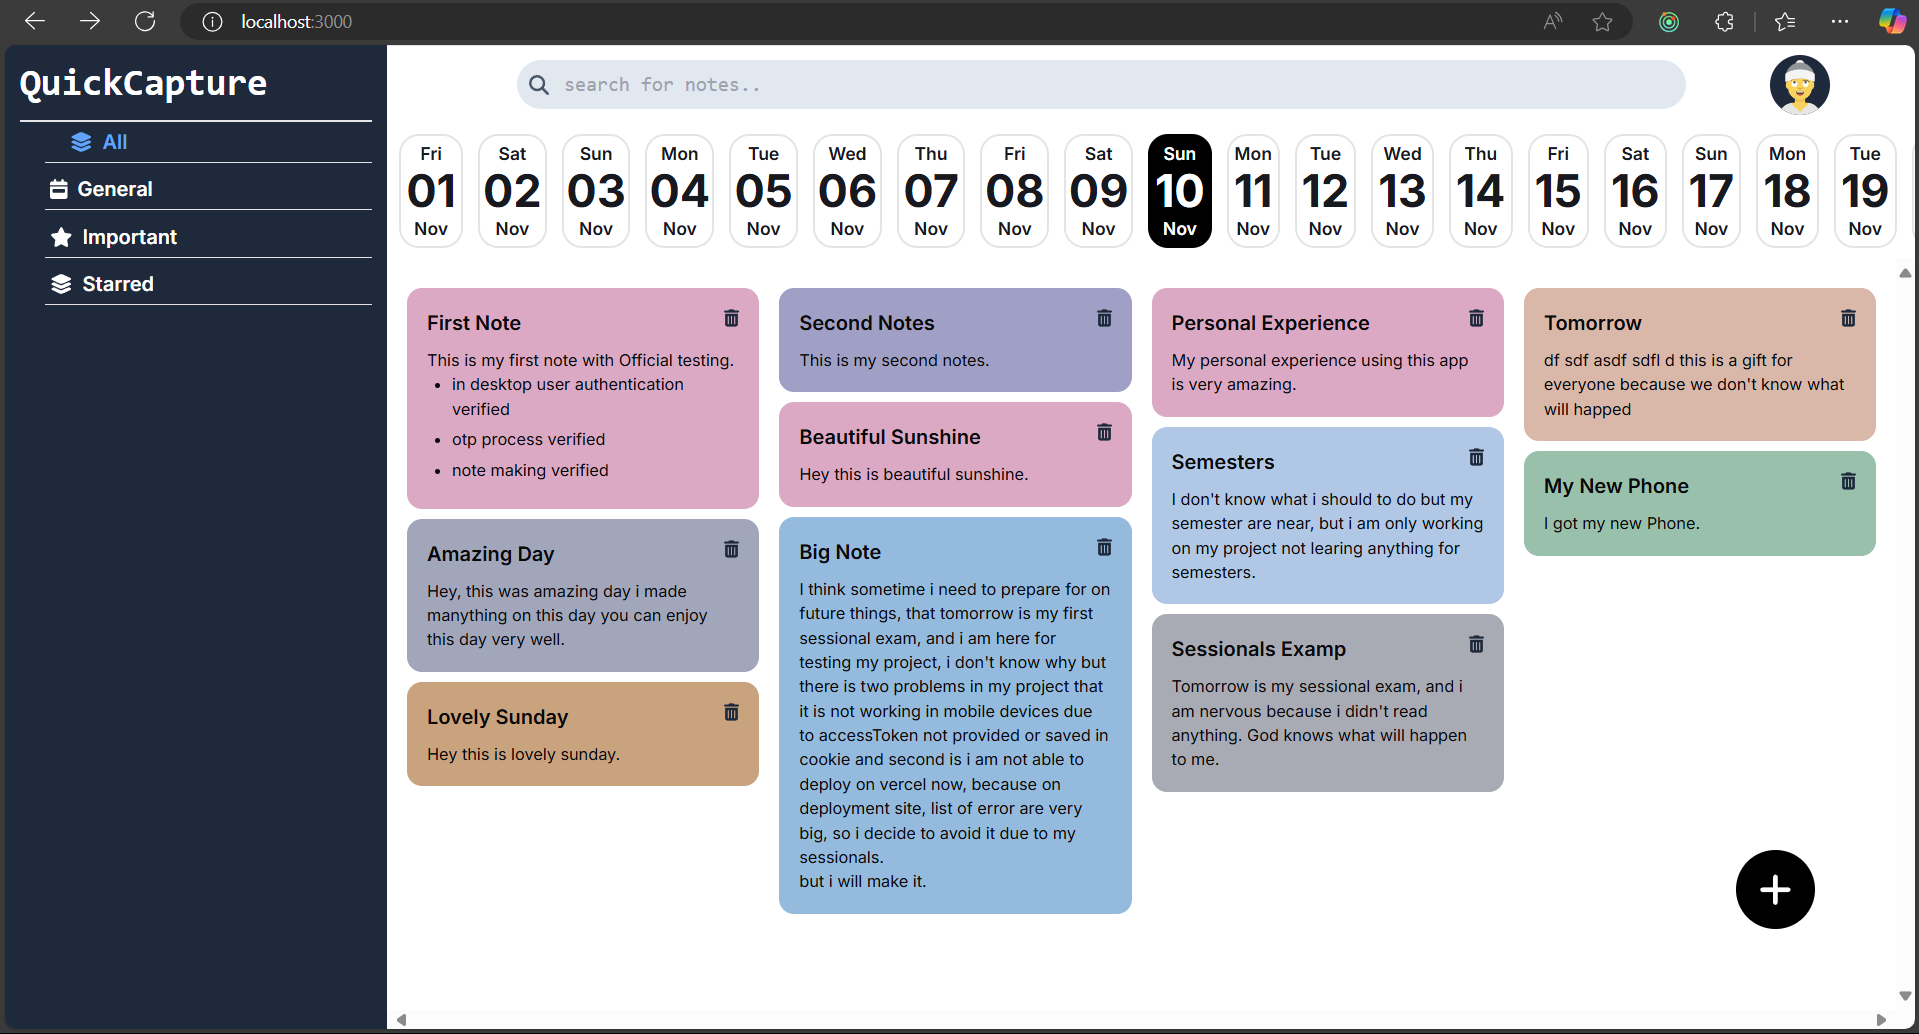 localhost:3000
QuickCapture
All
General
Important
Starred
search for notes..
Fri
01
Nov
Sat
02
Nov
Sun
03
Nov
Mon
04
Nov
Tue
05
Nov
Wed
06
Nov
Thu
07
Nov
Fri
08
Nov
Sat
09
Nov
Sun
10
Nov
Mon
11
Nov
Tue
12
Nov
Wed
13
Nov
Thu
14
Nov
Fri
15
Nov
Sat
16
Nov
Sun
17
Nov
Mon
18
Nov
Tue
19
Nov
First Note
This is my first note with Official testing.
• in desktop user authentication
verified
• otp process verified
• note making verified
Amazing Day
Hey, this was amazing day i made
manything on this day you can enjoy
this day very well.
Lovely Sunday
Hey this is lovely sunday.
Second Notes
This is my second notes.
Beautiful Sunshine
Hey this is beautiful sunshine.
Big Note
I think sometime i need to prepare for on
future things, that tomorrow is my first
sessional exam, and i am here for
testing my project, i don't know why but
there is two problems in my project that
it is not working in mobile devices due
to accessToken not provided or saved in
cookie and second is i am not able to
deploy on vercel now, because on
deployment site, list of error are very
big, so i decide to avoid it due to my
sessionals.
but i will make it.
Personal Experience
My personal experience using this app
is very amazing.
Semesters
I don't know what i should to do but my
semester are near, but i am only working
on my project not learing anything for
semesters.
Sessionals Examp
Tomorrow is my sessional exam, and i
am nervous because i didn't read
anything. God knows what will happen
to me.
Tomorrow
df sdf asdf sdfl d this is a gift for
everyone because we don't know what
will happed
My New Phone
I got my new Phone.